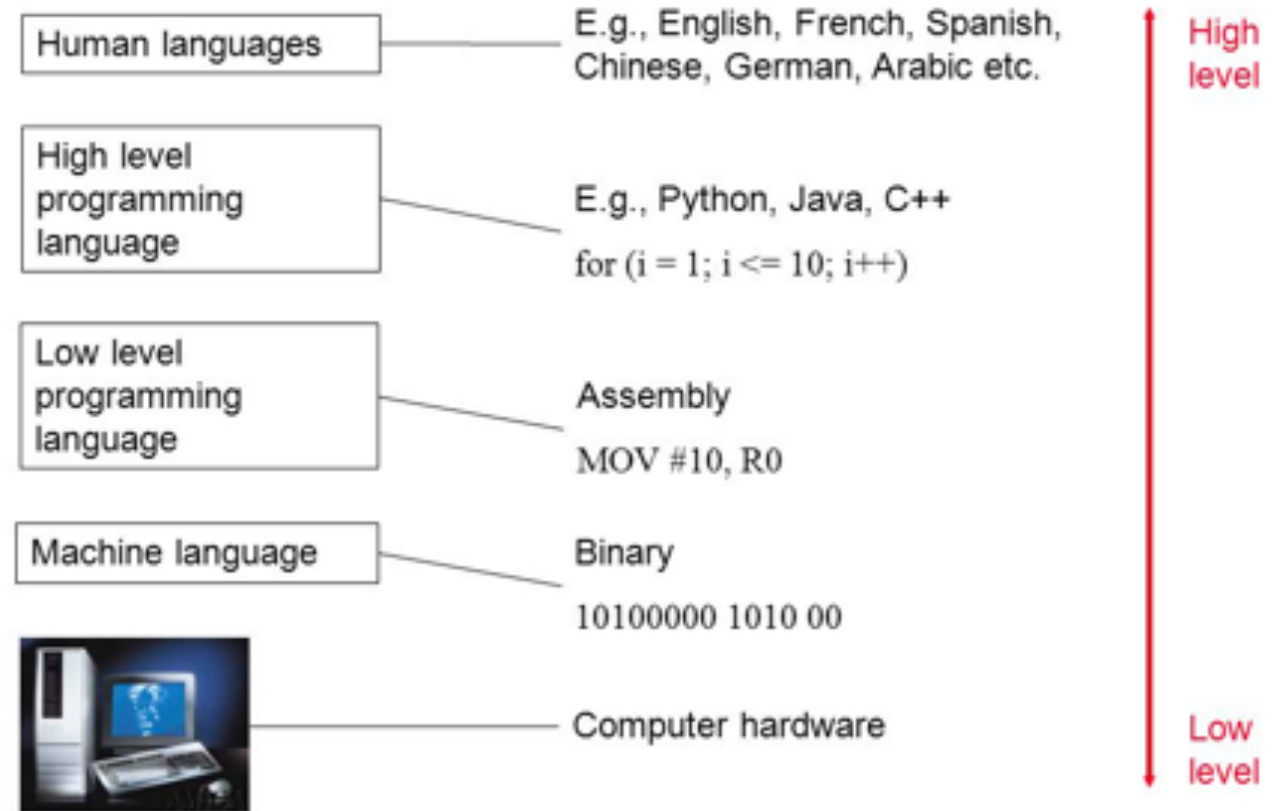 Human languages
E.g., English, French, Spanish,
Chinese, German, Arabic etc.
High
level
High level
programming
language
E.g., Python, Java, C++
for (i = 1; i <= 10; i++)
Low level
programming
language
Assembly
MOV #10, R0
Machine language
Binary
10100000 1010 00
Computer hardware
Low
level